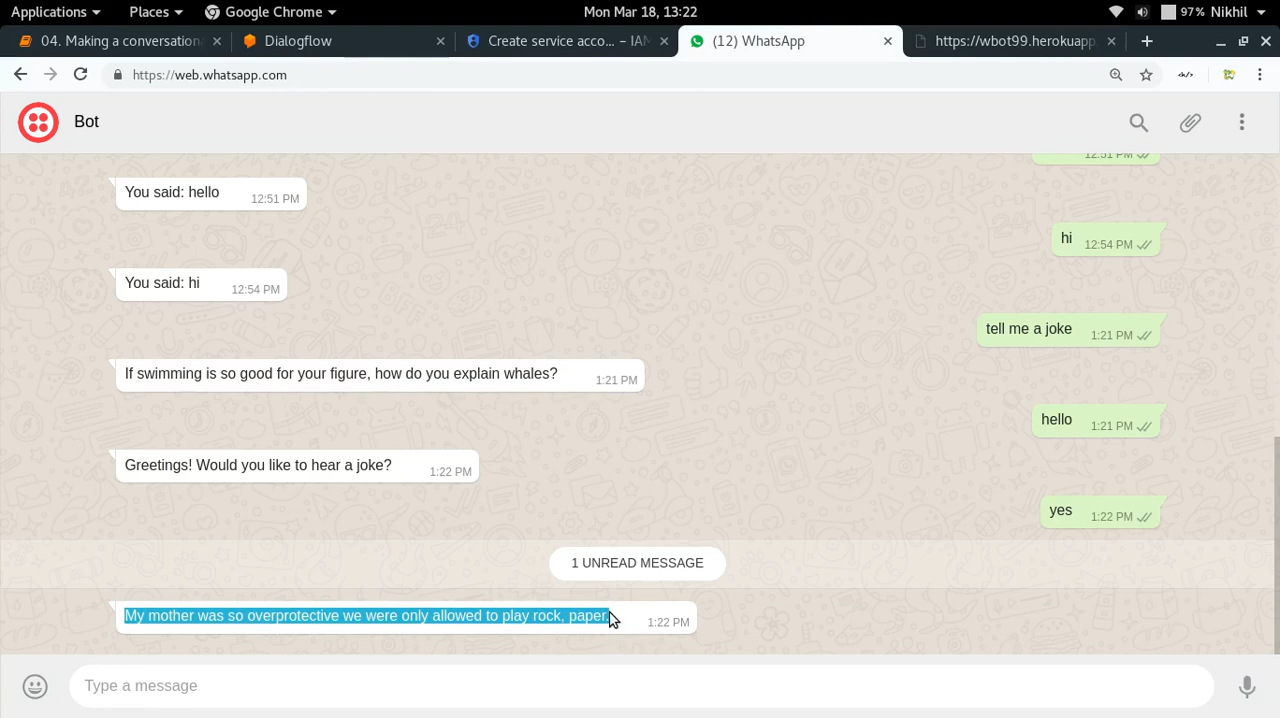 Applications Places Google Chrome Mon Mar 18, 13:22 97% Nikhil
04. Making a conversationa Dialogflow Create service acco... – IAM (12) WhatsApp https://wbot99.herokuapp.
https://web.whatsapp.com
Bot
12:51 PM
You said: hello 12:51 PM
hi 12:54 PM
You said: hi 12:54 PM
tell me a joke 1:21 PM
If swimming is so good for your figure, how do you explain whales? 1:21 PM
hello 1:21 PM
Greetings! Would you like to hear a joke? 1:22 PM
yes 1:22 PM
1 UNREAD MESSAGE
My mother was so overprotective we were only allowed to play rock, paper. 1:22 PM
Type a message